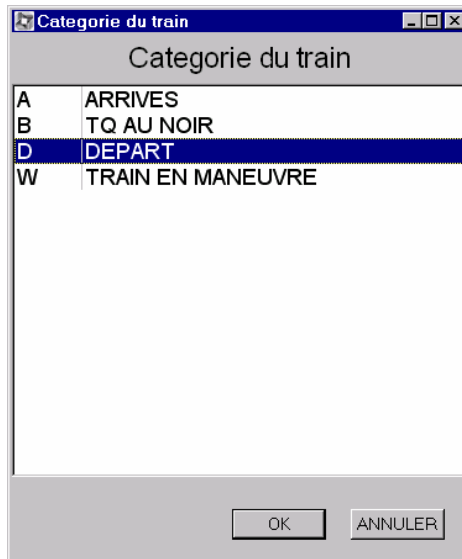 Categorie du train
Categorie du train
A ARRIVES
B TQ AU NOIR
D DEPART
W TRAIN EN MANEUVRE
OK ANNULER